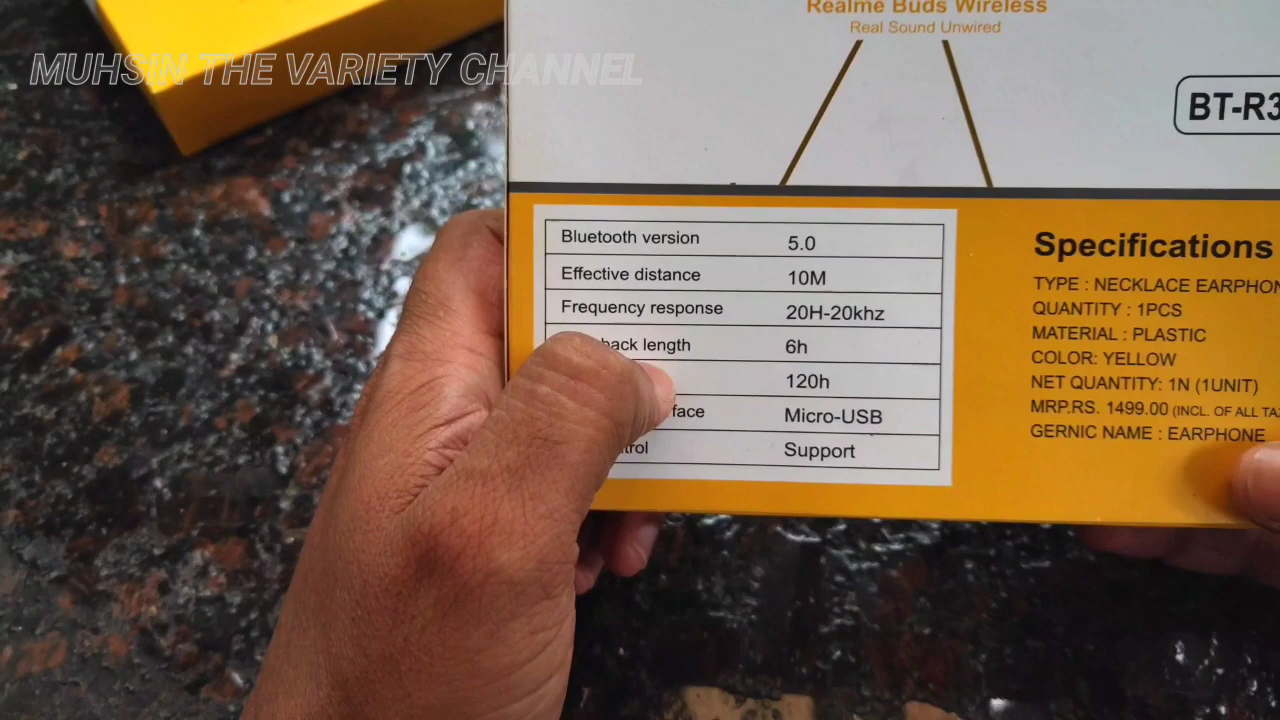 MUHSIN THE VARIETY CHANNEL
Realme Buds Wireless
Real Sound Unwired
BT-R3
Bluetooth version 5.0
Effective distance 10M
Frequency response 20H-20khz
back length 6h
120h
face Micro-USB
trol Support
Specifications
TYPE : NECKLACE EARPHON
QUANTITY : 1PCS
MATERIAL : PLASTIC
COLOR: YELLOW
NET QUANTITY: 1N (1UNIT)
MRP.RS. 1499.00 (INCL. OF ALL TA
GERNIC NAME : EARPHONE